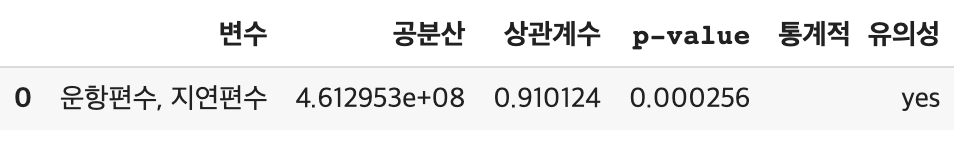 변수 공분산 상관계수 p-value 통계적 유의성
0 운항편수, 지연편수 4.612953e+08 0.910124 0.000256 yes